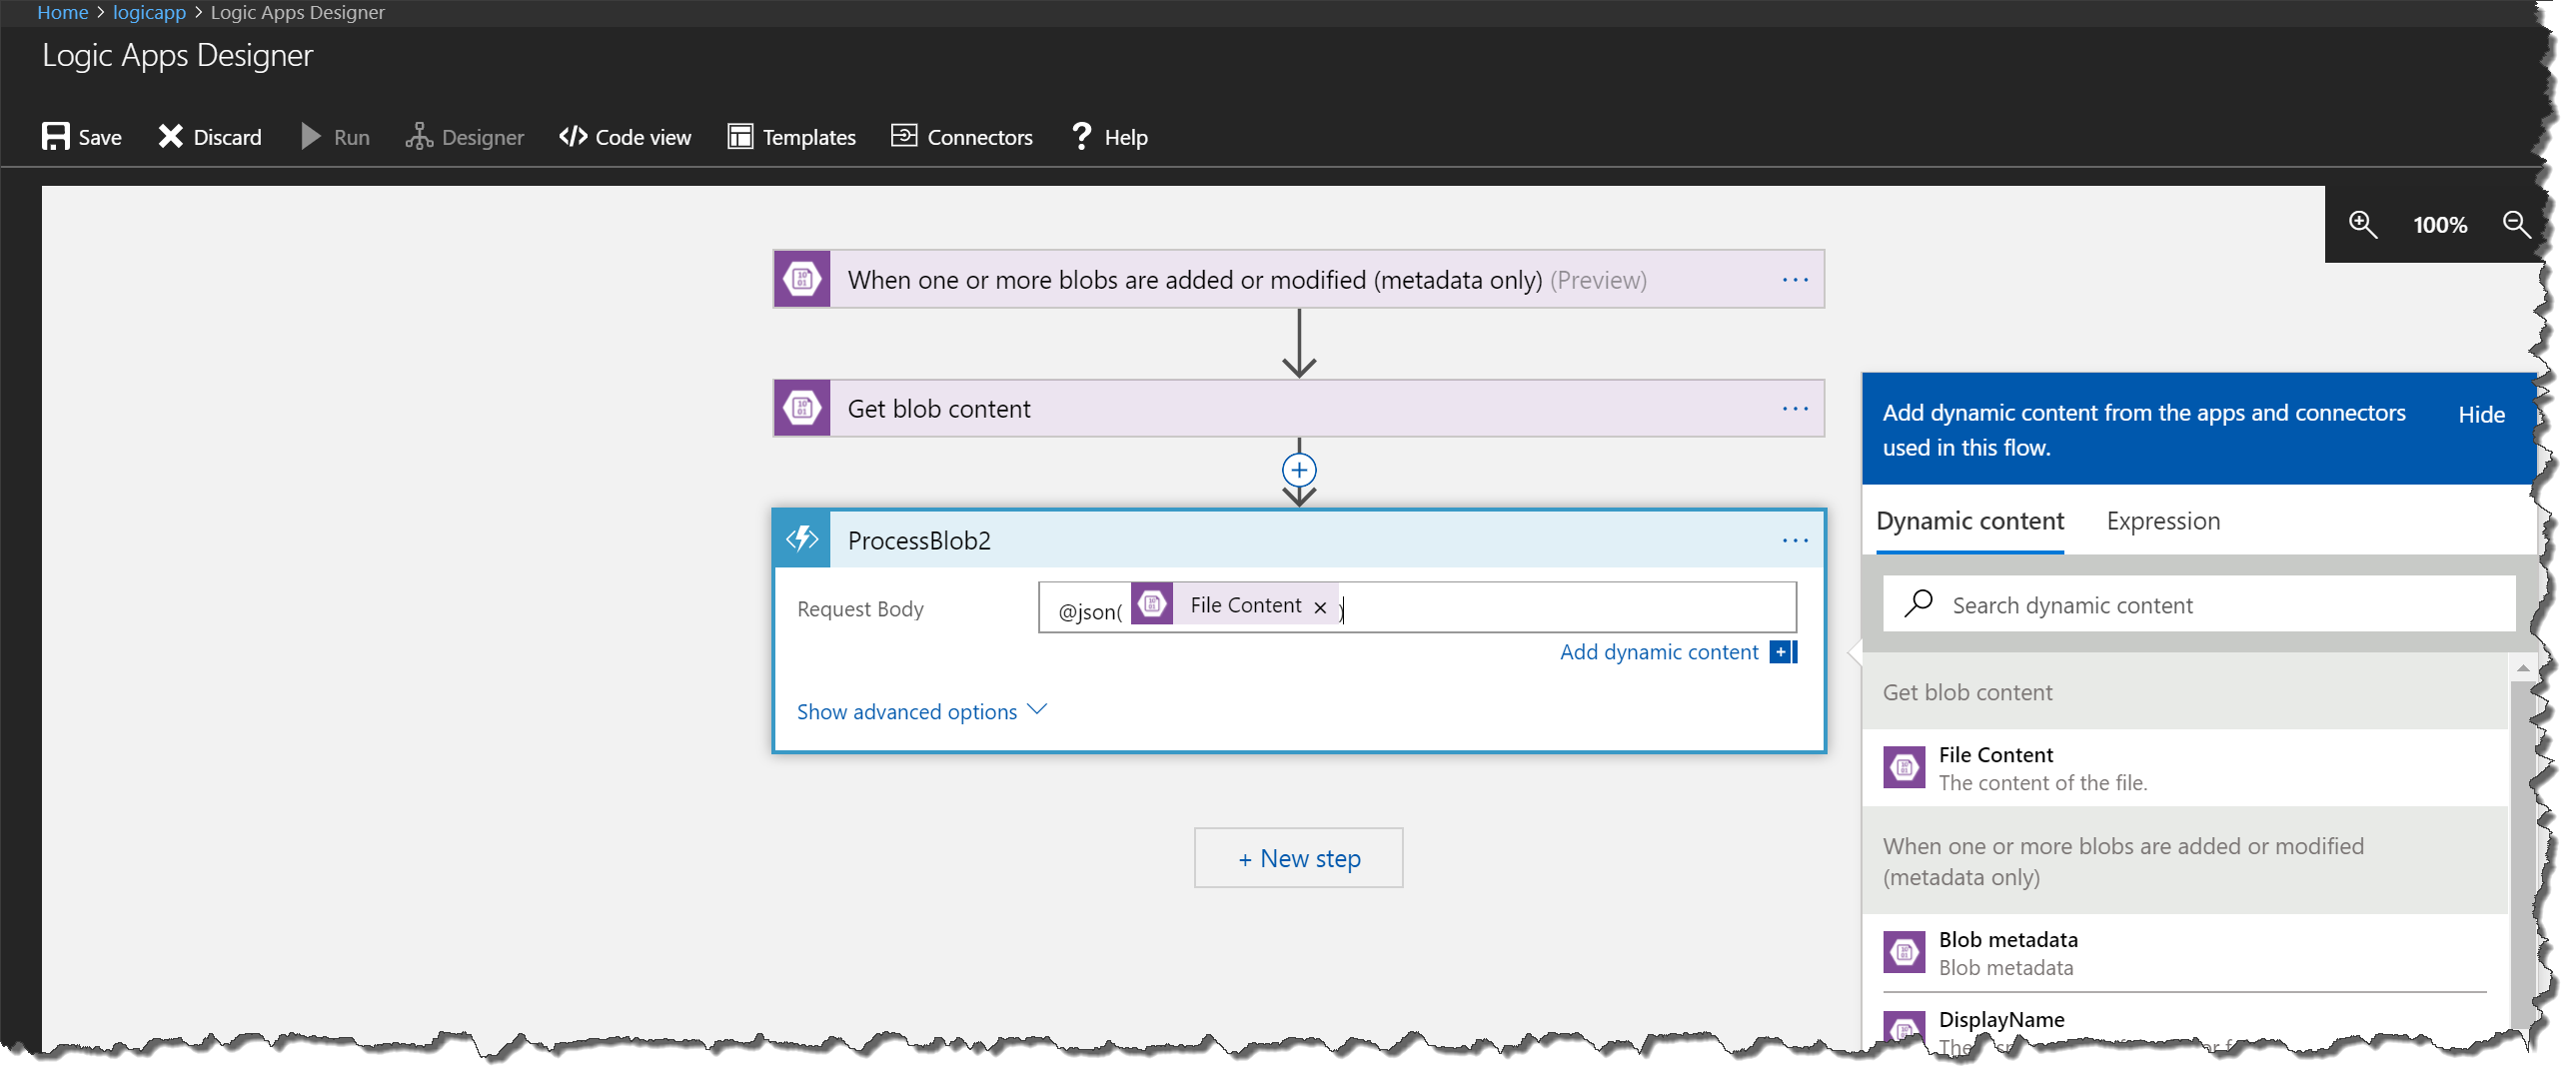 Home > logicapp > Logic Apps Designer
Logic Apps Designer
Save Discard Run Designer Code view Templates Connectors Help
100%
When one or more blobs are added or modified (metadata only) (Preview)
Get blob content
ProcessBlob2
Request Body @json( File Content × )
Add dynamic content
Show advanced options
+ New step
Add dynamic content from the apps and connectors
used in this flow.
Hide
Dynamic content Expression
Search dynamic content
Get blob content
File Content
The content of the file.
When one or more blobs are added or modified
(metadata only)
Blob metadata
Blob metadata
DisplayName